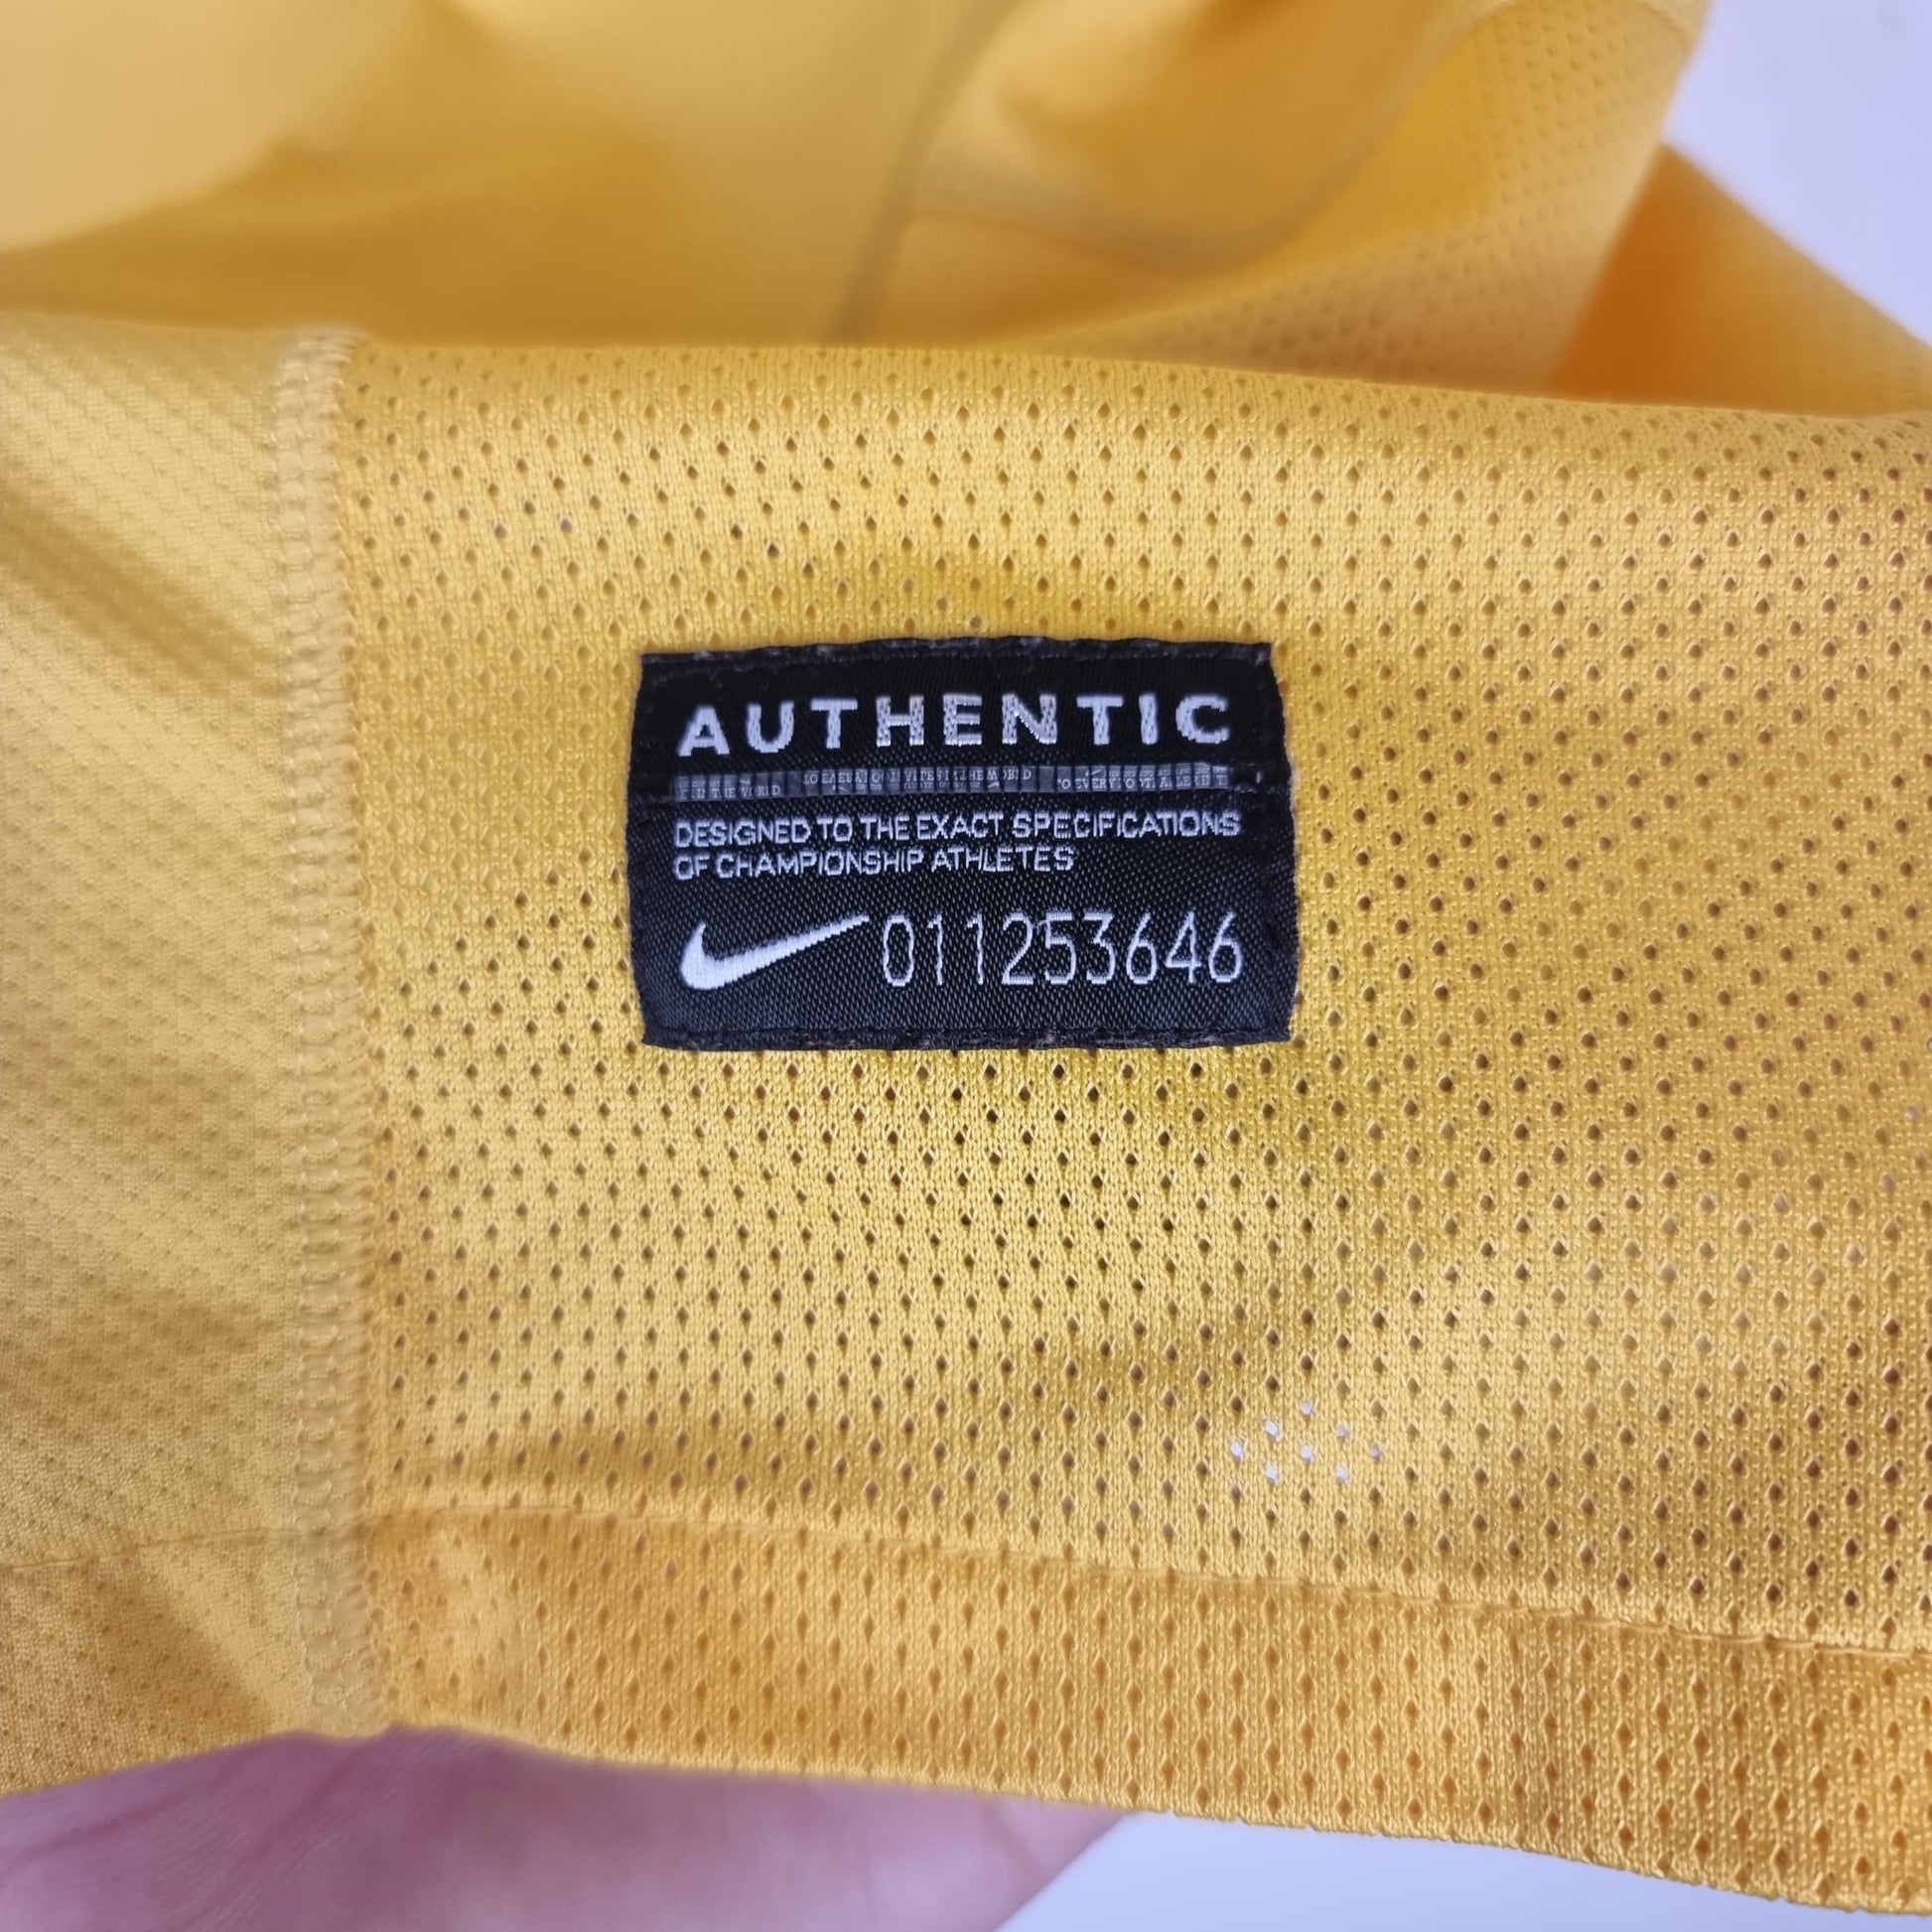 AUTHENTIC
DESIGNED TO THE EXACT SPECIFICATIONS
OF CHAMPIONSHIP ATHLETES
011253646